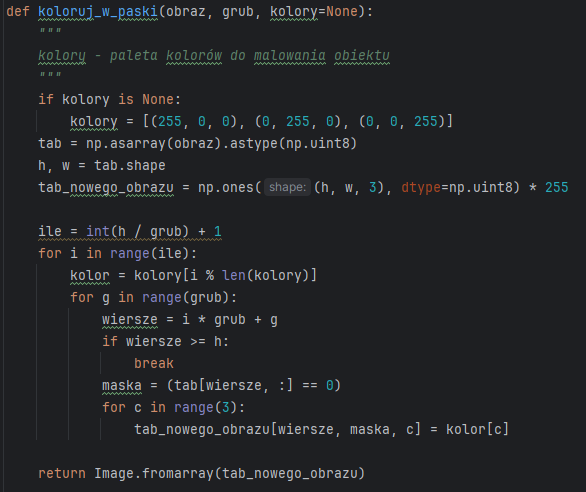 def koloruj_w_paski(obraz, grub, kolory=None):
    """
    kolory - paleta kolorów do malowania obiektu
    """
    if kolory is None:
        kolory = [(255, 0, 0), (0, 255, 0), (0, 0, 255)]
    tab = np.asarray(obraz).astype(np.uint8)
    h, w = tab.shape
    tab_nowego_obrazu = np.ones( shape: (h, w, 3), dtype=np.uint8) * 255

    ile = int(h / grub) + 1
    for i in range(ile):
        kolor = kolory[i % len(kolory)]
        for g in range(grub):
            wiersze = i * grub + g
            if wiersze >= h:
                break
            maska = (tab[wiersze, :] == 0)
            for c in range(3):
                tab_nowego_obrazu[wiersze, maska, c] = kolor[c]

    return Image.fromarray(tab_nowego_obrazu)